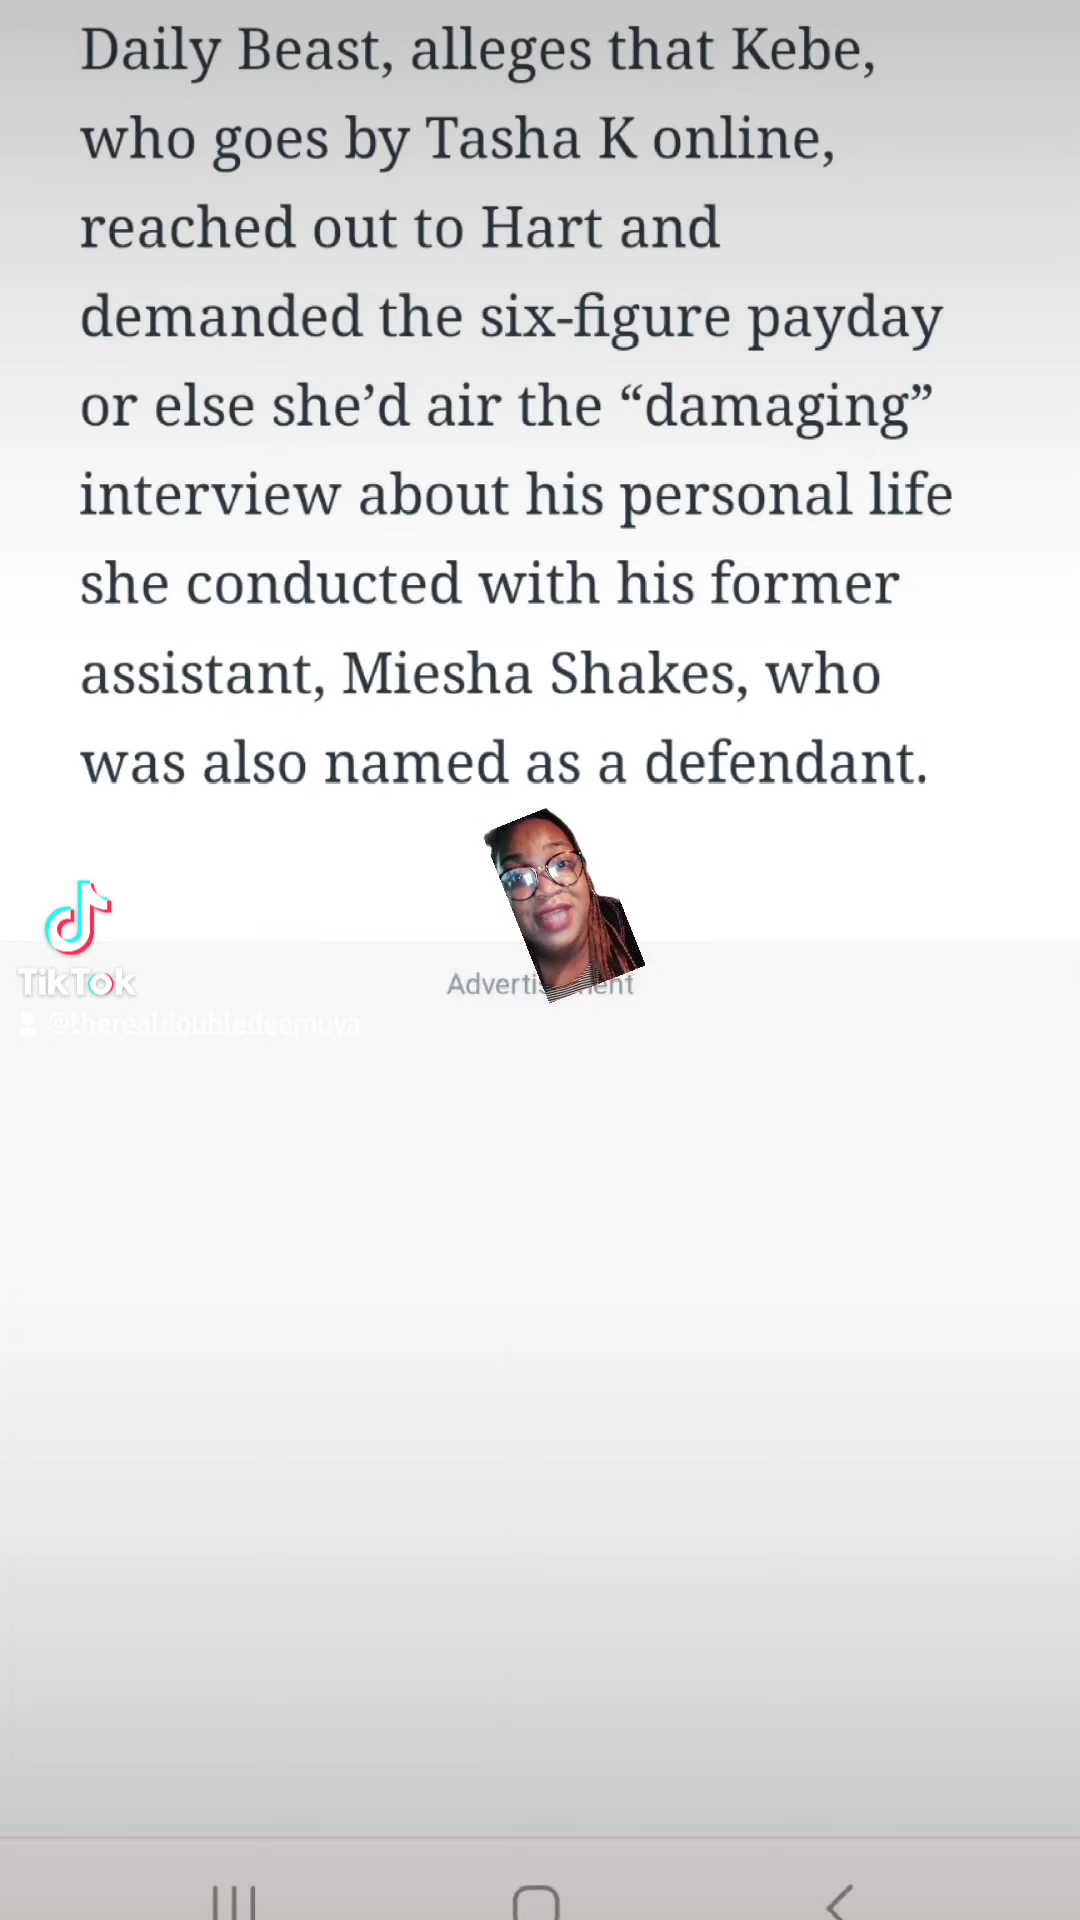 Daily Beast, alleges that Kebe,
who goes by Tasha K online,
reached out to Hart and
demanded the six-figure payday
or else she’d air the “damaging”
interview about his personal life
she conducted with his former
assistant, Miesha Shakes, who
was also named as a defendant.
TikTok
@therealdoubledeemuva